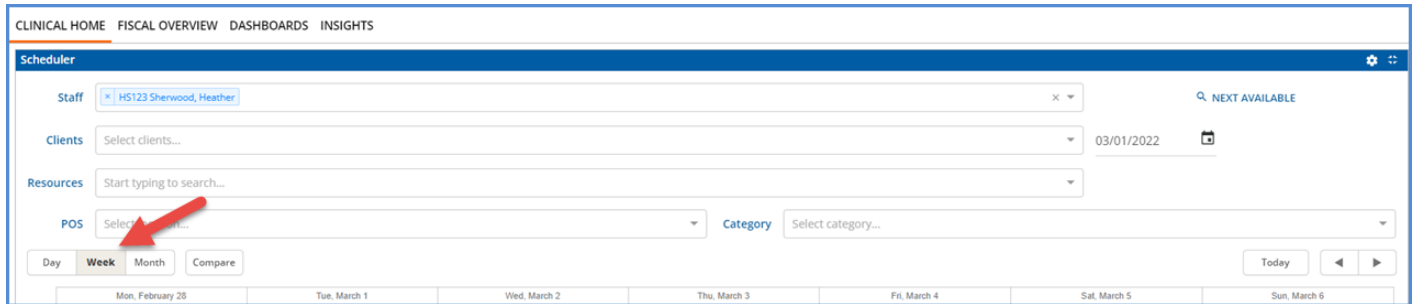 CLINICAL HOME FISCAL OVERVIEW DASHBOARDS INSIGHTS
Scheduler
Staff × HS123 Sherwood, Heather × NEXT AVAILABLE
Clients Select clients... 03/01/2022
Resources Start typing to search...
POS Category Select category...
Day Week Month Compare Today
Mon, February 28 Tue, March 1 Wed, March 2 Thu, March 3 Fri, March 4 Sat, March 5 Sun, March 6